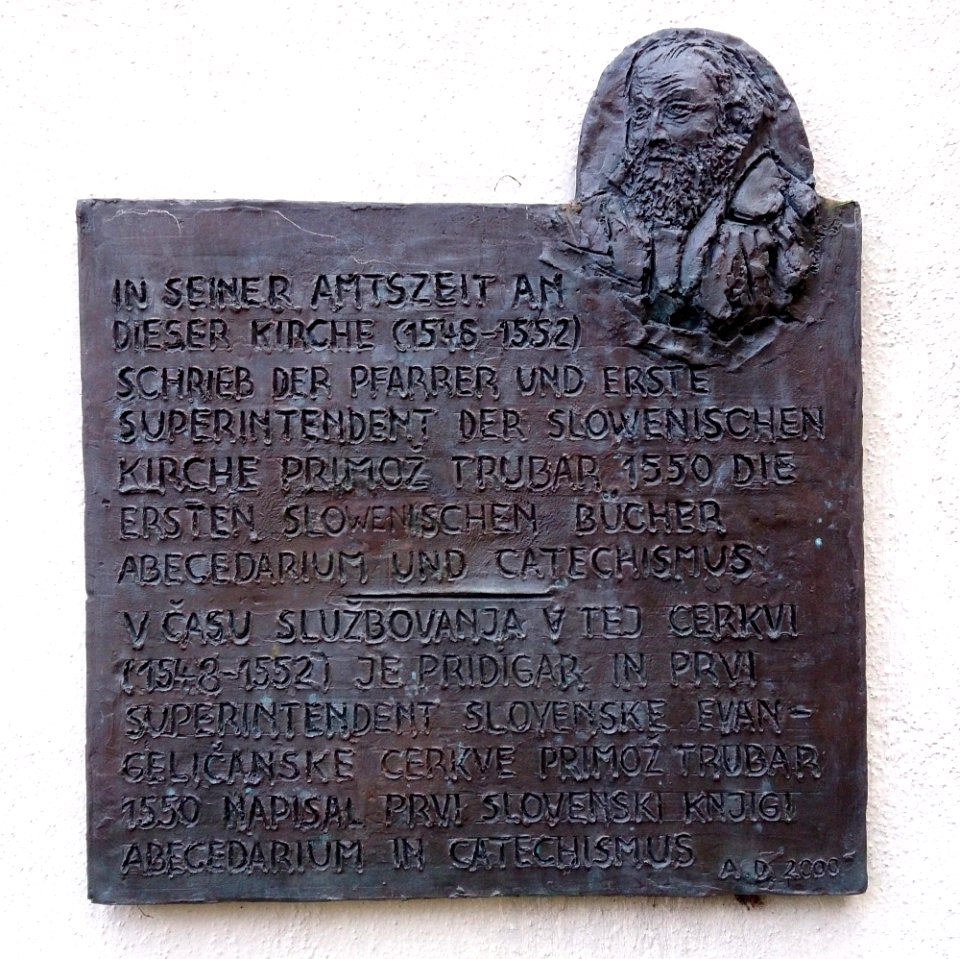 IN SEINER AMTSZEIT AN
DIESER KIRCHE (1548-1552)
SCHRIEB DER PFARRER UND ERSTE
SUPERINTENDENT DER SLOWENISCHEN
KIRCHE PRIMOŽ TRUBAR 1550 DIE
ERSTEN SLOWENISCHEN BÜCHER
ABECEDARIUM UND CATECHISMUS
V ČASU SLUŽBOVANJA V TEJ CERKVI
(1548-1552) JE PRIDIGAR IN PRVI
SUPERINTENDENT SLOVENSKE EVAN-
GELIČANSKE CERKVE PRIMOŽ TRUBAR
1550 NAPISAL PRVI SLOVENSKI KNJIGI
ABECEDARIUM IN CATECHISMUS
A. D. 2000